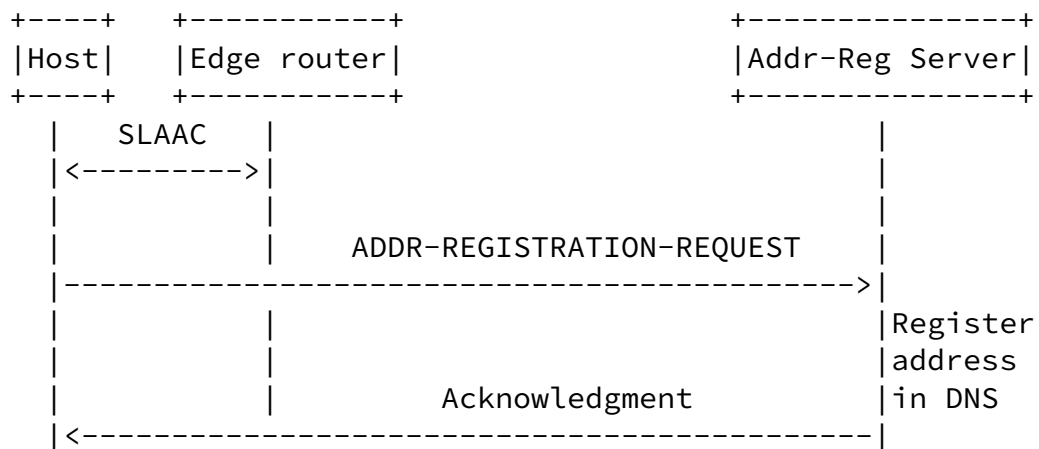 Host Edge router Addr-Reg Server
SLAAC
ADDR-REGISTRATION-REQUEST
Register
address
Acknowledgment in DNS